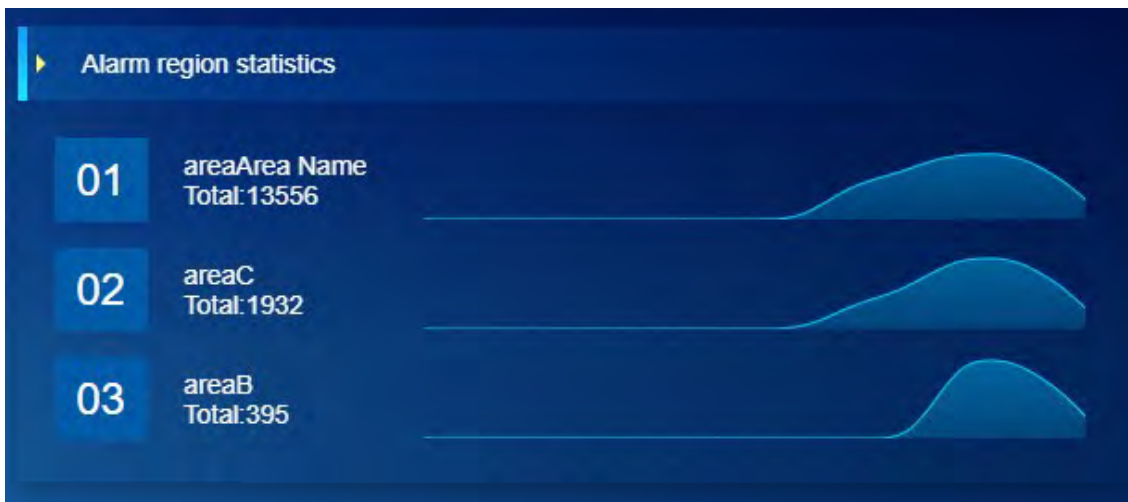 Alarm region statistics
01
areaArea Name
Total:13556
02
areaC
Total:1932
03
areaB
Total:395